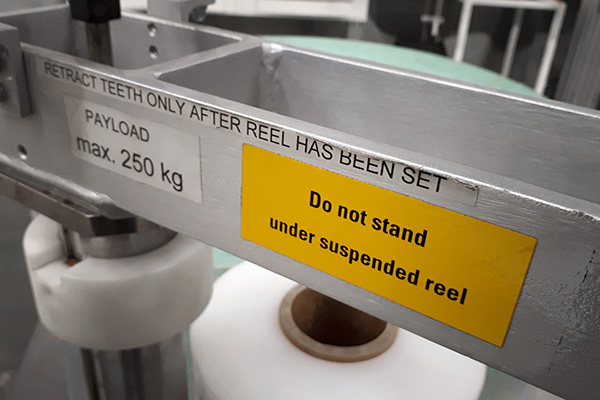 RETRACT TEETH ONLY AFTER REEL HAS BEEN SET
PAYLOAD
max. 250 kg
Do not stand
under suspended reel